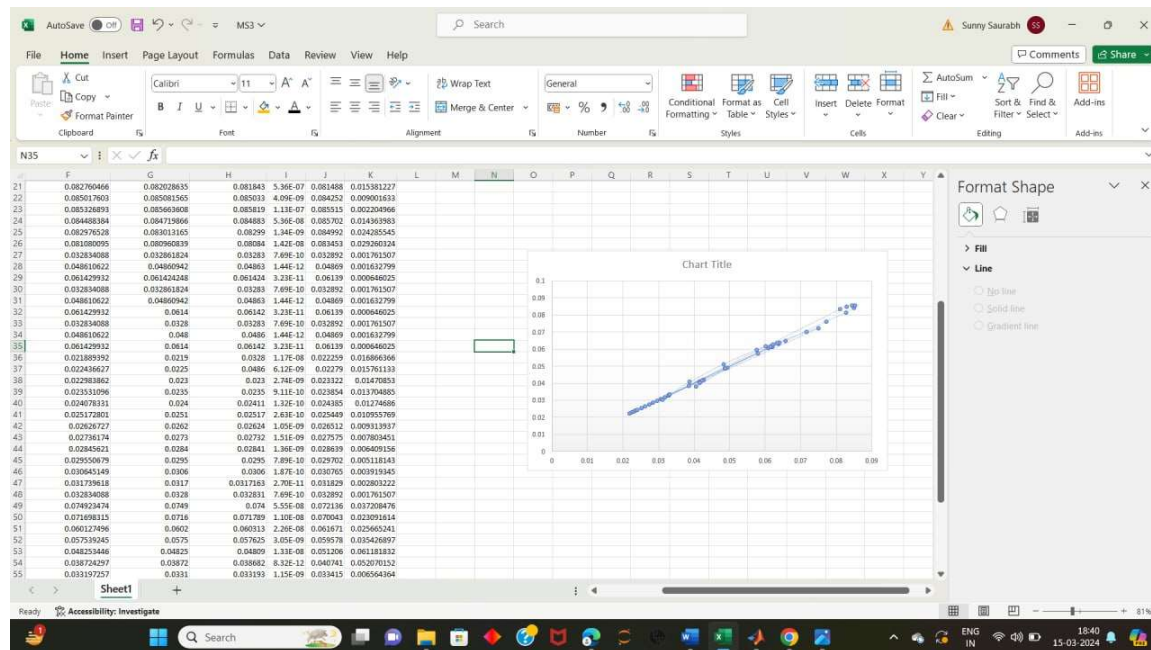 AutoSave Off MS3 Search Sunny Saurabh SS
File Home Insert Page Layout Formulas Data Review View Help Comments Share
Paste Cut Calibri 11 A A Wrap Text General Conditional Formatting Format as Table Cell Styles Insert Delete Format AutoSum Sort & Filter Find & Select Add-ins
Copy B I U A Merge & Center % Fill
Format Painter Clear
Clipboard Font Alignment Number Styles Cells Editing Add-ins
N35 fx
F G H I J K L M N O P Q R S T U V W X Y
21 0.082760466 0.082028635 0.081843 5.36E-07 0.081488 0.015381227
22 0.085017603 0.085081565 0.085033 4.09E-09 0.084252 0.009001633
23 0.085326893 0.085663608 0.085819 1.13E-07 0.085515 0.002204966
24 0.084488384 0.084719866 0.084883 5.36E-08 0.085702 0.014363983
25 0.082976528 0.083013165 0.08299 1.34E-09 0.084992 0.024285545
26 0.081080095 0.080960839 0.08084 1.42E-08 0.083453 0.029260324
27 0.032834088 0.032861824 0.03283 7.69E-10 0.032892 0.001761507
28 0.048610622 0.04860942 0.04863 1.44E-12 0.04869 0.001632799
29 0.061429932 0.061424248 0.061424 3.23E-11 0.06139 0.000646025
30 0.032834088 0.032861824 0.03283 7.69E-10 0.032892 0.001761507
31 0.048610622 0.04860942 0.04863 1.44E-12 0.04869 0.001632799
32 0.061429932 0.0614 0.06142 3.23E-11 0.06139 0.000646025
33 0.032834088 0.0328 0.03283 7.69E-10 0.032892 0.001761507
34 0.048610622 0.048 0.0486 1.44E-12 0.04869 0.001632799
35 0.061429932 0.0614 0.06142 3.23E-11 0.06139 0.000646025
36 0.021889392 0.0219 0.0328 1.17E-08 0.022259 0.016866366
37 0.022436627 0.0225 0.0486 6.12E-09 0.02279 0.015761133
38 0.022983862 0.023 0.023 2.74E-09 0.023322 0.01470853
39 0.023531096 0.0235 0.0235 9.11E-10 0.023854 0.013704885
40 0.024078331 0.024 0.02411 1.32E-10 0.024385 0.01274686
41 0.025172801 0.0251 0.02517 2.63E-10 0.025449 0.010955769
42 0.02626727 0.0262 0.02624 1.05E-09 0.026512 0.009313937
43 0.02736174 0.0273 0.02732 1.51E-09 0.027575 0.007803451
44 0.02845621 0.0284 0.02841 1.36E-09 0.028639 0.006409156
45 0.029550679 0.0295 0.0295 7.89E-10 0.029702 0.005118143
46 0.030645149 0.0306 0.0306 1.87E-10 0.030765 0.003919345
47 0.031739618 0.0317 0.0317163 2.70E-11 0.031829 0.002803222
48 0.032834088 0.0328 0.032831 7.69E-10 0.032892 0.001761507
49 0.074923474 0.0749 0.074 5.55E-08 0.072136 0.037208476
50 0.071698315 0.0716 0.071789 1.10E-08 0.070043 0.023091614
51 0.060127496 0.0602 0.060313 2.26E-08 0.061671 0.025665241
52 0.057539245 0.0575 0.057625 3.05E-09 0.059578 0.035426897
53 0.048253446 0.04825 0.04809 1.33E-08 0.051206 0.061181832
54 0.038724297 0.03872 0.038682 8.32E-12 0.040741 0.052070152
55 0.033197257 0.0331 0.033193 1.15E-09 0.033415 0.006564364
Chart Title
0.1
0.09
0.08
0.07
0.06
0.05
0.04
0.03
0.02
0.01
0
0 0.01 0.02 0.03 0.04 0.05 0.06 0.07 0.08 0.09
Format Shape
Fill
Line
No line
Solid line
Gradient line
Sheet1
Ready Accessibility: Investigate 81%
Search ENG IN 18:40 15-03-2024